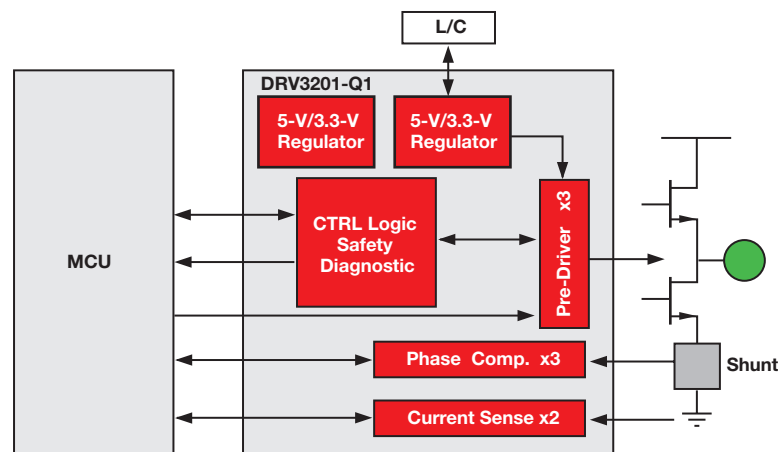 L/C
DRV3201-Q1
5-V/3.3-V
Regulator
5-V/3.3-V
Regulator
CTRL Logic
Safety
Diagnostic
Pre-Driver x3
MCU
Phase Comp. x3
Shunt
Current Sense x2